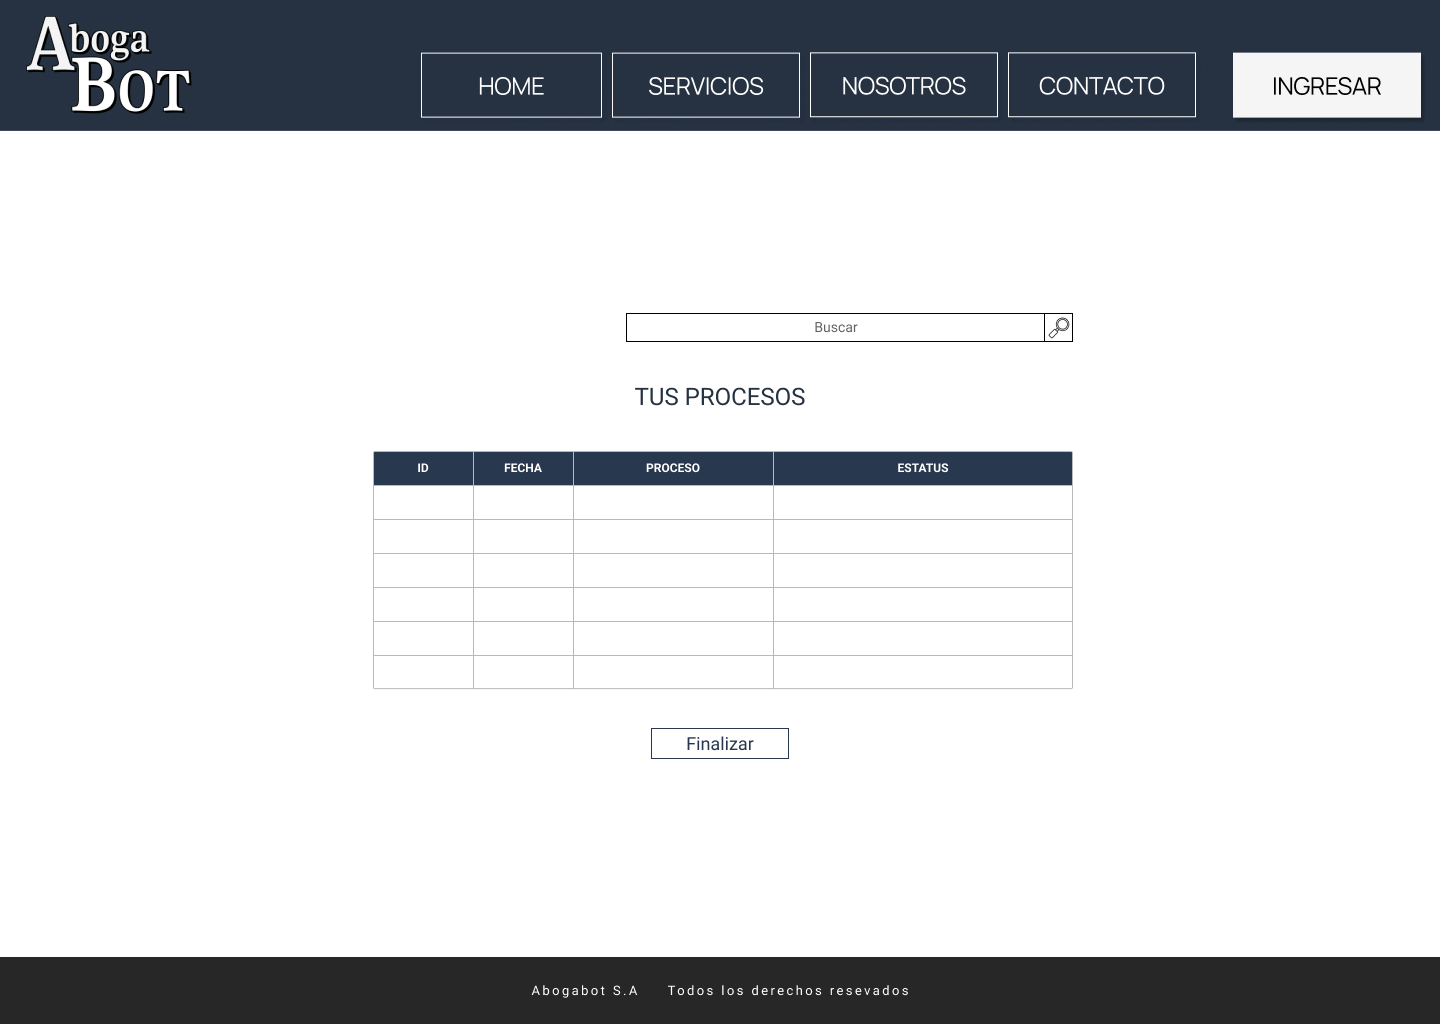 Aboga
BOT
HOME SERVICIOS NOSOTROS CONTACTO INGRESAR
Buscar
TUS PROCESOS
ID FECHA PROCESO ESTATUS
Finalizar
Abogabot S.A Todos los derechos resevados